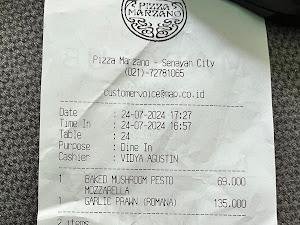 PIZZA
MARZANO
Pizza Marzano - Senayan City
(021)-72781065
customervoice@map.co.id
Date : 24-07-2024 17:27
Time In : 24-07-2024 16:57
Table : 24
Purpose : Dine In
Cashier : VIDYA AGUSTIN
1 BAKED MUSHROOM PESTO 69.000
MOZZARELLA
1 GARLIC PRAWN (ROMANA) 135.000
2 items